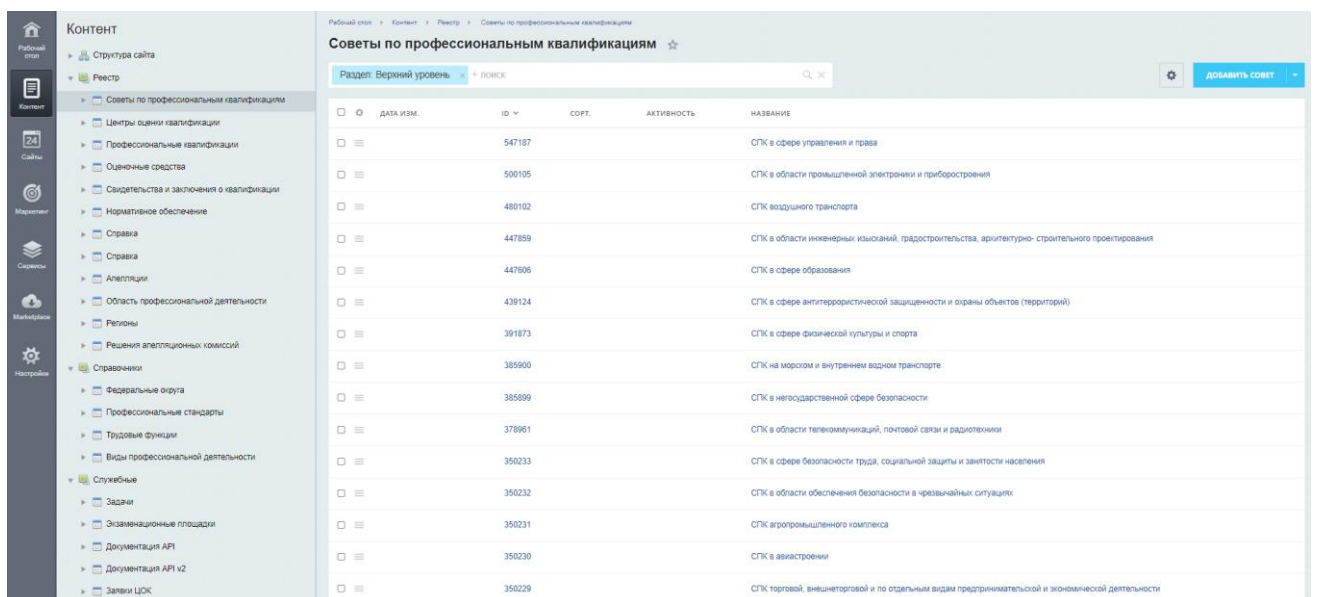 Рабочий стол
Контент
24
Сайты
Маркетинг
Сервисы
Marketplace
Настройки
Контент
Структура сайта
Реестр
Советы по профессиональным квалификациям
Центры оценки квалификации
Профессиональные квалификации
Оценочные средства
Свидетельства и заключения о квалификации
Нормативное обеспечение
Справка
Справка
Апелляции
Область профессиональной деятельности
Регионы
Решения апелляционных комиссий
Справочники
Федеральные округа
Профессиональные стандарты
Трудовые функции
Виды профессиональной деятельности
Служебные
Задачи
Экзаменационные площадки
Документация API
Документация API v2
Заявки ЦОК
Рабочий стол > Контент > Реестр > Советы по профессиональным квалификациям
Советы по профессиональным квалификациям
Раздел: Верхний уровень × + поиск
ДОБАВИТЬ СОВЕТ
ДАТА ИЗМ. ID СОРТ. АКТИВНОСТЬ НАЗВАНИЕ
547187 СПК в сфере управления и права
500105 СПК в области промышленной электроники и приборостроения
480102 СПК воздушного транспорта
447859 СПК в области инженерных изысканий, градостроительства, архитектурно- строительного проектирования
447606 СПК в сфере образования
439124 СПК в сфере антитеррористической защищенности и охраны объектов (территорий)
391873 СПК в сфере физической культуры и спорта
385900 СПК на морском и внутреннем водном транспорте
385899 СПК в негосударственной сфере безопасности
378961 СПК в области телекоммуникаций, почтовой связи и радиотехники
350233 СПК в сфере безопасности труда, социальной защиты и занятости населения
350232 СПК в области обеспечения безопасности в чрезвычайных ситуациях
350231 СПК агропромышленного комплекса
350230 СПК в авиастроении
350229 СПК торговой, внешнеторговой и по отдельным видам предпринимательской и экономической деятельности